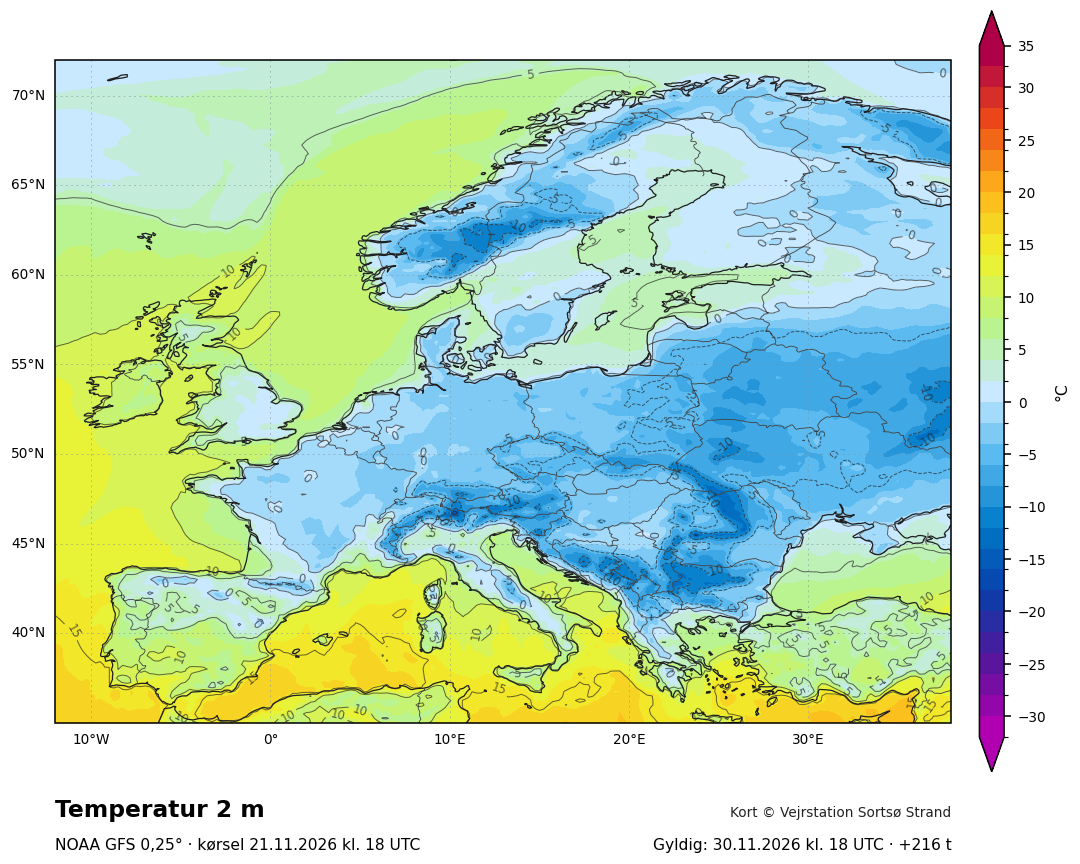 35
30
25
20
15
10
5
0
−5
−10
−15
−20
−25
−30
°C
70°N
65°N
60°N
55°N
50°N
45°N
40°N
10°W
0°
10°E
20°E
30°E
Temperatur 2 m
Kort © Vejrstation Sortsø Strand
NOAA GFS 0,25° · kørsel 21.11.2026 kl. 18 UTC
Gyldig: 30.11.2026 kl. 18 UTC · +216 t